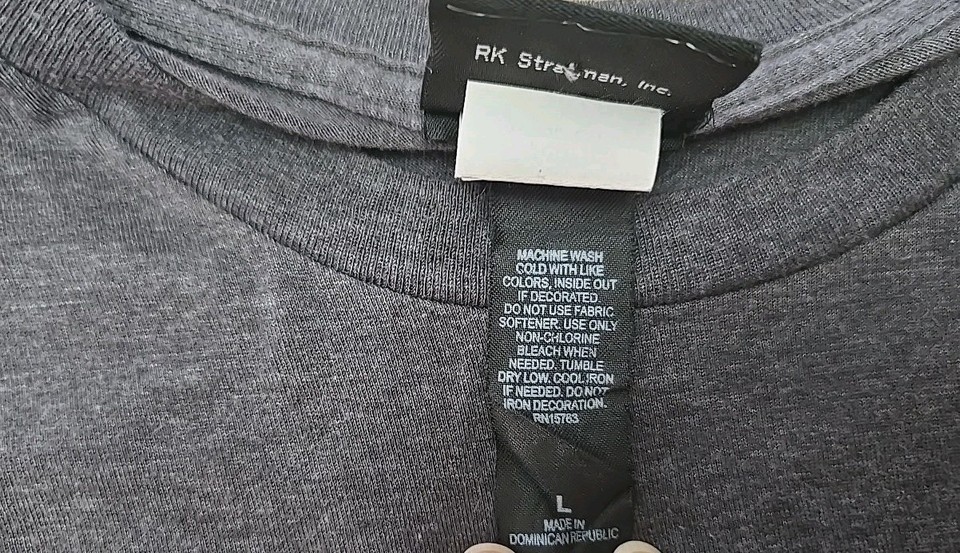 RK Stratman, Inc.
MACHINE WASH
COLD WITH LIKE
COLORS, INSIDE OUT
IF DECORATED.
DO NOT USE FABRIC
SOFTENER. USE ONLY
NON-CHLORINE
BLEACH WHEN
NEEDED. TUMBLE
DRY LOW. COOL IRON
IF NEEDED. DO NOT
IRON DECORATION.
RN15763
L
MADE IN
DOMINICAN REPUBLIC